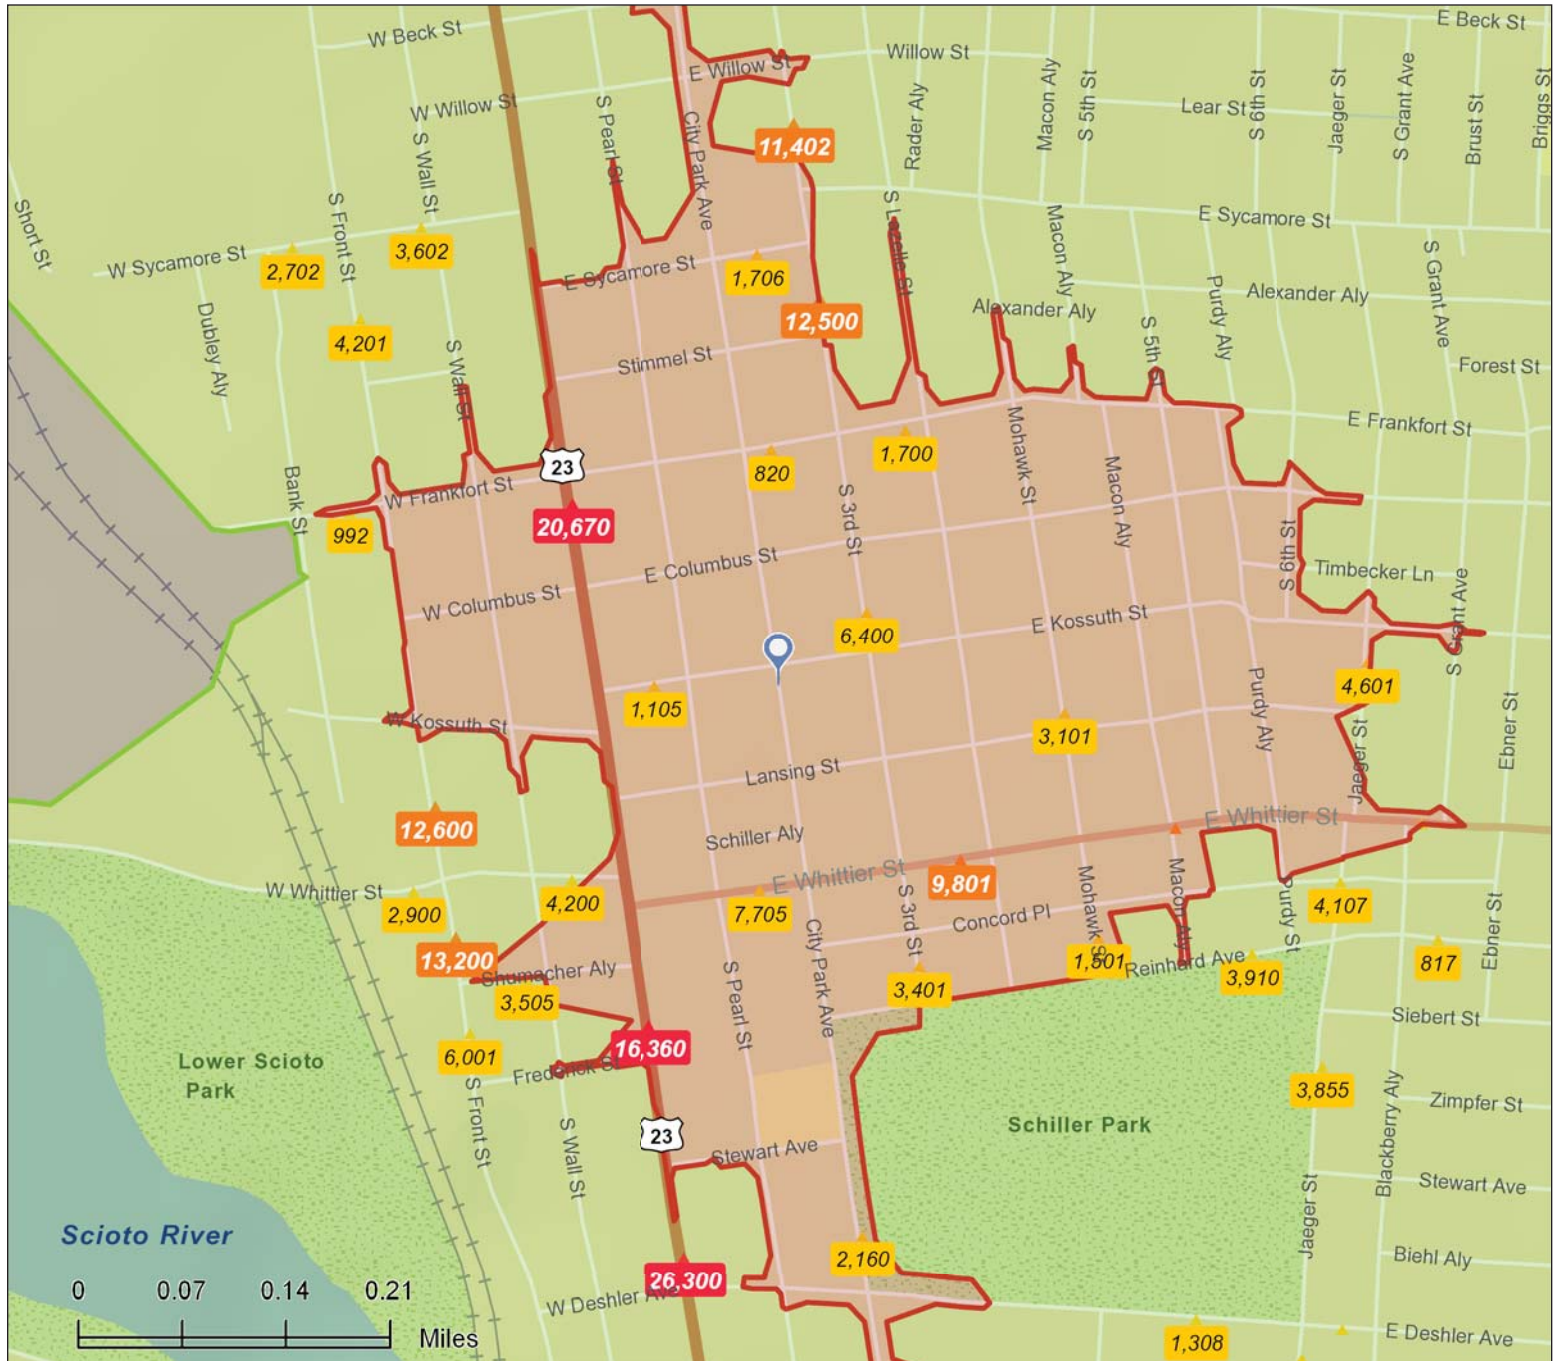 W Beck St
E Beck St
E Willow St
Willow St
W Willow St
S Pearl St
City Park Ave
Rader Aly
Macon Aly
S 5th St
Lear St
S 6th St
Jaeger St
S Grant Ave
Brust St
Briggs St
11,402
S Wall St
Short St
S Front St
W Sycamore St
2,702
3,602
E Sycamore St
1,706
S Lazelle St
Macon Aly
E Sycamore St
Purdy Aly
Alexander Aly
Alexander Aly
S Grant Ave
Dubley Aly
4,201
12,500
S Wall St
Stimmel St
S 5th St
Forest St
E Frankfort St
Mohawk St
1,700
820
23
Bank St
W Frankfort St
992
20,670
S 3rd St
Macon Aly
S 6th St
E Columbus St
W Columbus St
Timbecker Ln
E Kossuth St
6,400
S Grant Ave
4,601
1,105
W Kossuth St
3,101
Purdy Aly
Jaeger St
Ebner St
Lansing St
12,600
Schiller Aly
E Whittier St
E Whittier St
9,801
W Whittier St
2,900
4,200
7,705
S 3rd St
Concord Pl
Mohawk St
Macon Aly
Purdy St
4,107
Ebner St
City Park Ave
13,200
Shumacher Aly
3,505
S Pearl St
3,401
1,501
Reinhard Ave
3,910
817
Siebert St
6,001
16,360
Frederick St
Lower Scioto
Park
S Front St
S Wall St
23
Stewart Ave
Schiller Park
3,855
Blackberry Aly
Zimpfer St
Stewart Ave
Jaeger St
Biehl Aly
Scioto River
2,160
26,300
W Deshler Ave
1,308
E Deshler Ave
0 0.07 0.14 0.21
Miles